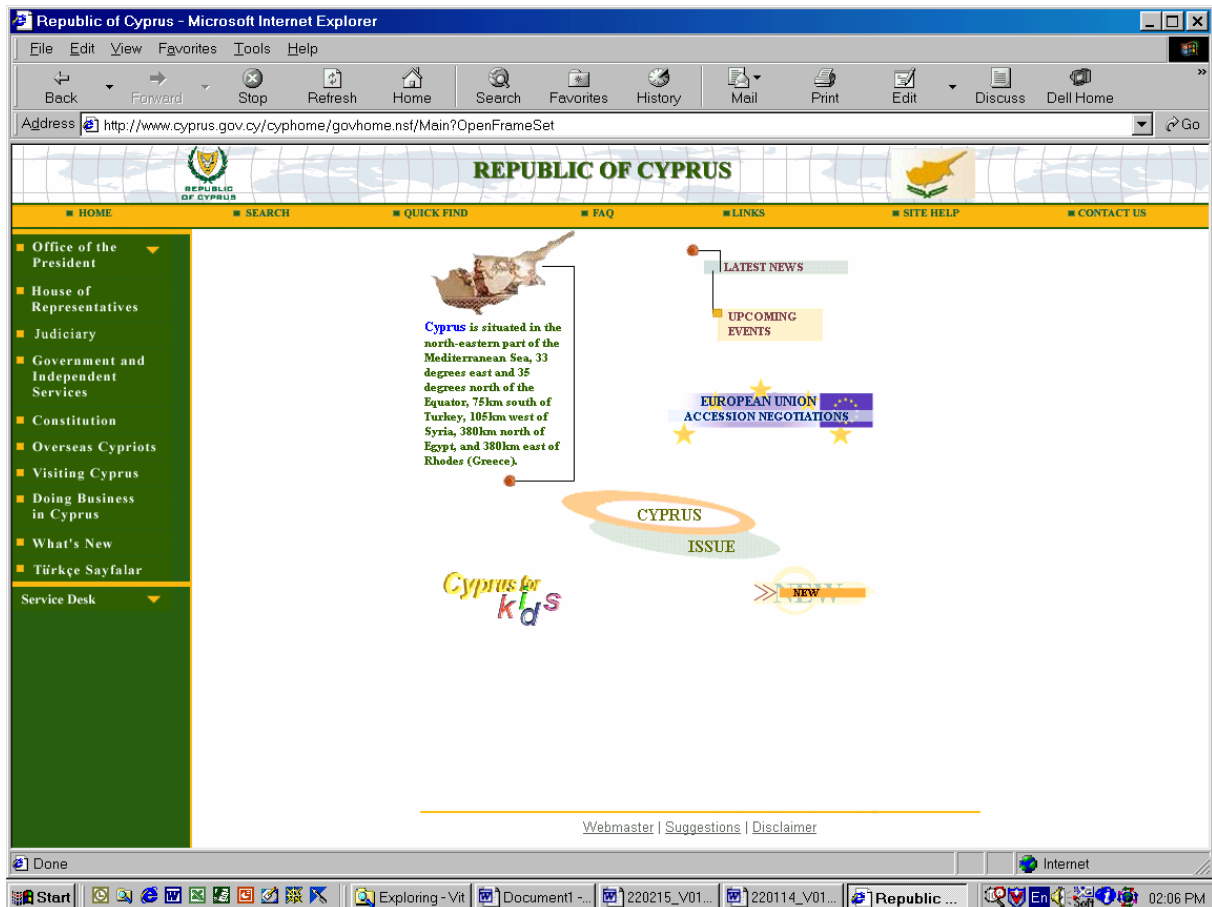 Republic of Cyprus - Microsoft Internet Explorer
File Edit View Favorites Tools Help
Back Forward Stop Refresh Home Search Favorites History Mail Print Edit Discuss Dell Home
Address http://www.cyprus.gov.cy/cyphome/govhome.nsf/Main?OpenFrameSet Go
REPUBLIC
OF CYPRUS
REPUBLIC OF CYPRUS
HOME SEARCH QUICK FIND FAQ LINKS SITE HELP CONTACT US
Office of the
President
House of
Representatives
Judiciary
Government and
Independent
Services
Constitution
Overseas Cypriots
Visiting Cyprus
Doing Business
in Cyprus
What's New
Türkçe Sayfalar
Service Desk
Cyprus is situated in the
north-eastern part of the
Mediterranean Sea, 33
degrees east and 35
degrees north of the
Equator, 75km south of
Turkey, 105km west of
Syria, 380km north of
Egypt, and 380km east of
Rhodes (Greece).
LATEST NEWS
UPCOMING
EVENTS
EUROPEAN UNION
ACCESSION NEGOTIATIONS
CYPRUS
ISSUE
Cyprus for
kids
NEW
NEW
Webmaster | Suggestions | Disclaimer
Done Internet
Start Exploring - Vit Document1 -... 220215_V01... 220114_V01... Republic ... En Soft 02:06 PM